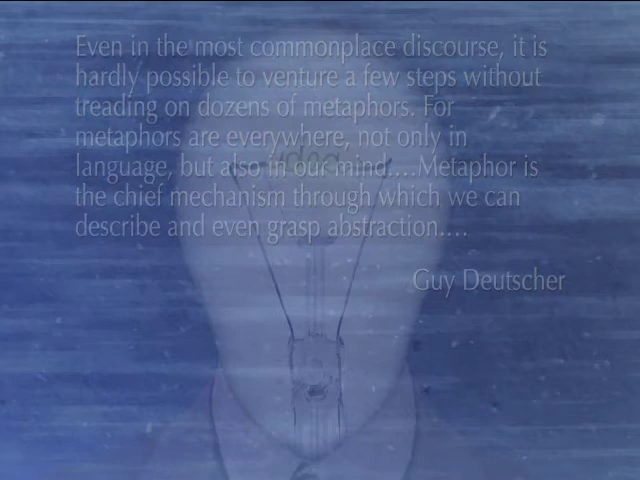 Even in the most commonplace discourse, it is
hardly possible to venture a few steps without
treading on dozens of metaphors. For
metaphors are everywhere, not only in
language, but also in our mind....Metaphor is
the chief mechanism through which we can
describe and even grasp abstraction....
idea
Guy Deutscher